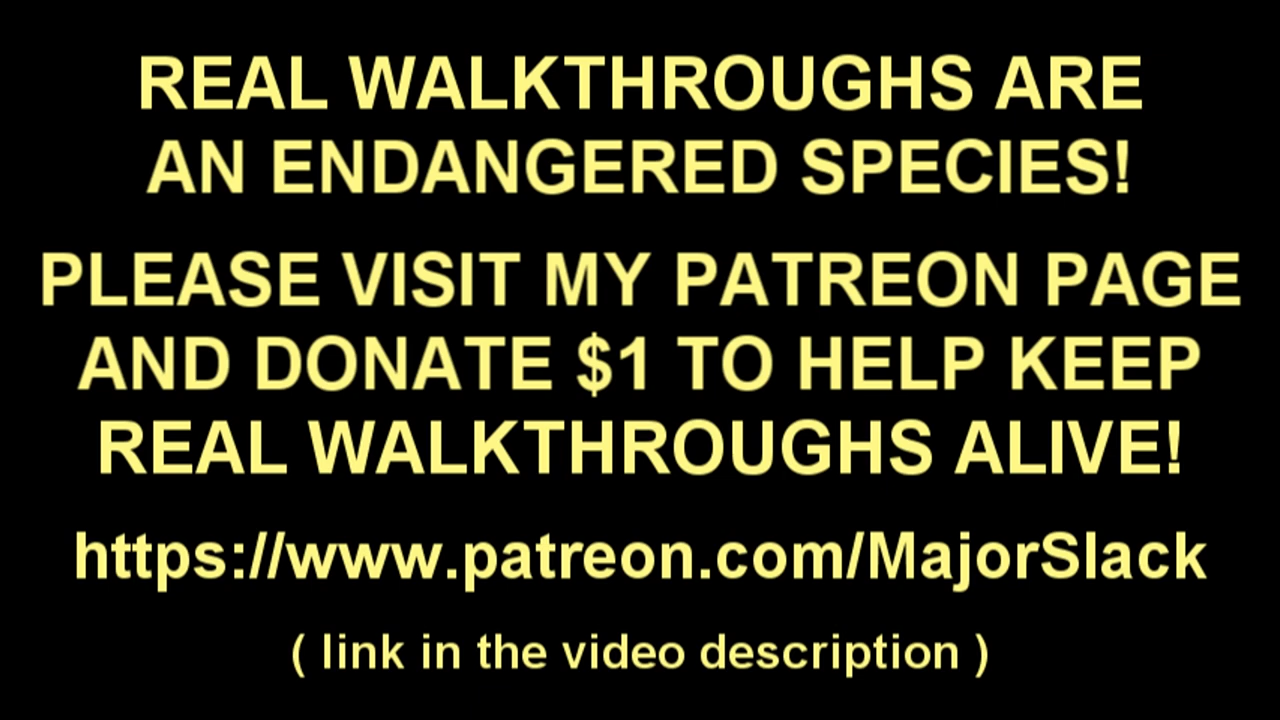 REAL WALKTHROUGHS ARE
AN ENDANGERED SPECIES!
PLEASE VISIT MY PATREON PAGE
AND DONATE $1 TO HELP KEEP
REAL WALKTHROUGHS ALIVE!
https://www.patreon.com/MajorSlack
( link in the video description )